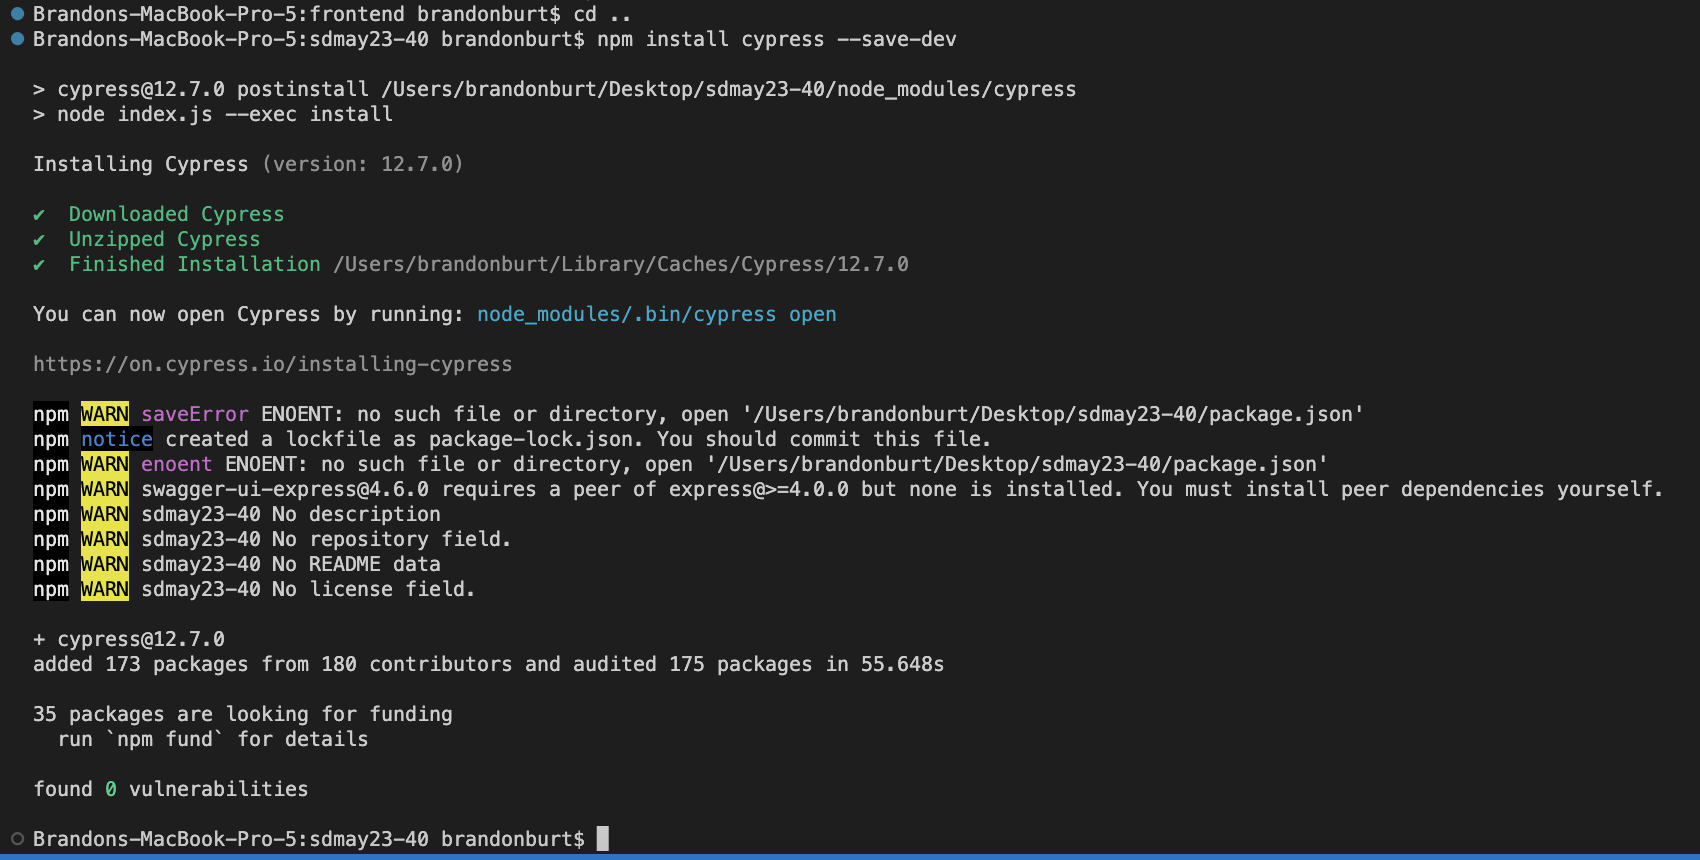 Brandons-MacBook-Pro-5:frontend brandonburt$ cd ..
Brandons-MacBook-Pro-5:sdmay23-40 brandonburt$ npm install cypress --save-dev
> cypress@12.7.0 postinstall /Users/brandonburt/Desktop/sdmay23-40/node_modules/cypress
> node index.js --exec install
Installing Cypress (version: 12.7.0)
✔ Downloaded Cypress
✔ Unzipped Cypress
✔ Finished Installation /Users/brandonburt/Library/Caches/Cypress/12.7.0
You can now open Cypress by running: node_modules/.bin/cypress open
https://on.cypress.io/installing-cypress
npm WARN saveError ENOENT: no such file or directory, open '/Users/brandonburt/Desktop/sdmay23-40/package.json'
npm notice created a lockfile as package-lock.json. You should commit this file.
npm WARN enoent ENOENT: no such file or directory, open '/Users/brandonburt/Desktop/sdmay23-40/package.json'
npm WARN swagger-ui-express@4.6.0 requires a peer of express@>=4.0.0 but none is installed. You must install peer dependencies yourself.
npm WARN sdmay23-40 No description
npm WARN sdmay23-40 No repository field.
npm WARN sdmay23-40 No README data
npm WARN sdmay23-40 No license field.
+ cypress@12.7.0
added 173 packages from 180 contributors and audited 175 packages in 55.648s
35 packages are looking for funding
run `npm fund` for details
found 0 vulnerabilities
Brandons-MacBook-Pro-5:sdmay23-40 brandonburt$